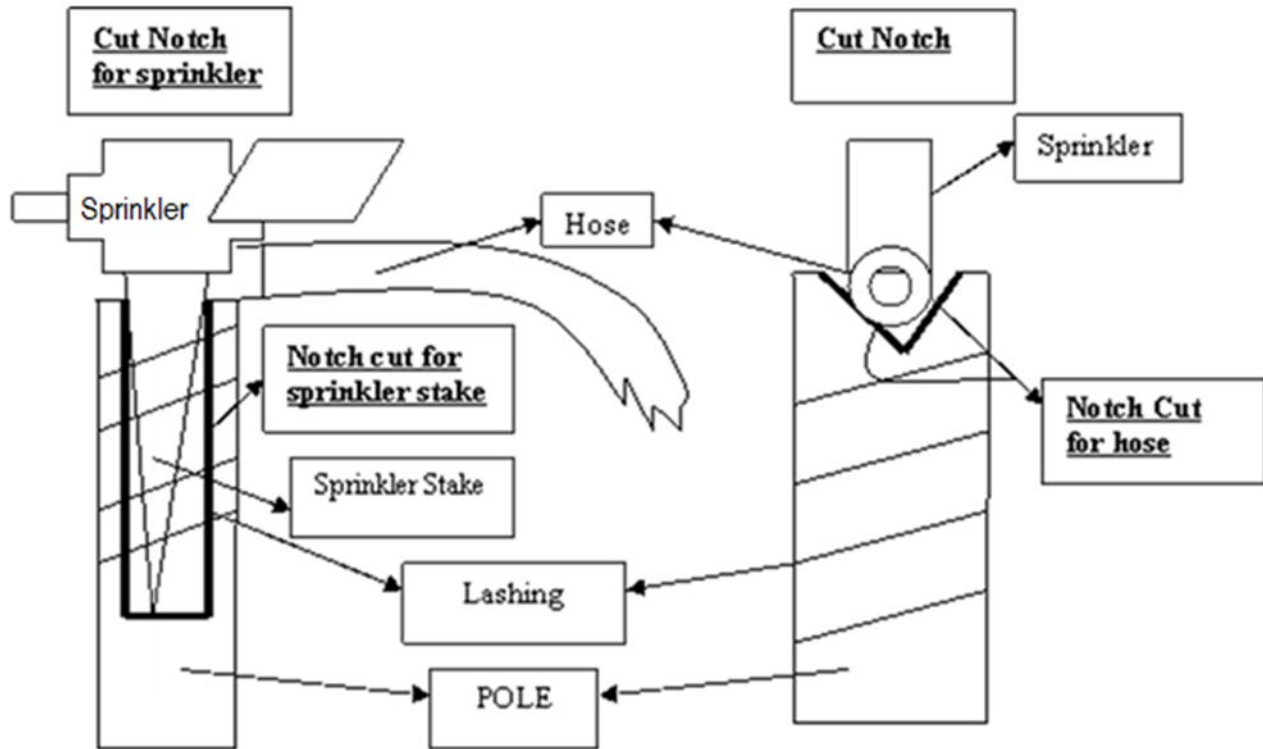 Cut Notch
for sprinkler
Cut Notch
Sprinkler
Sprinkler
Hose
Notch cut for
sprinkler stake
Notch Cut
for hose
Sprinkler Stake
Lashing
POLE